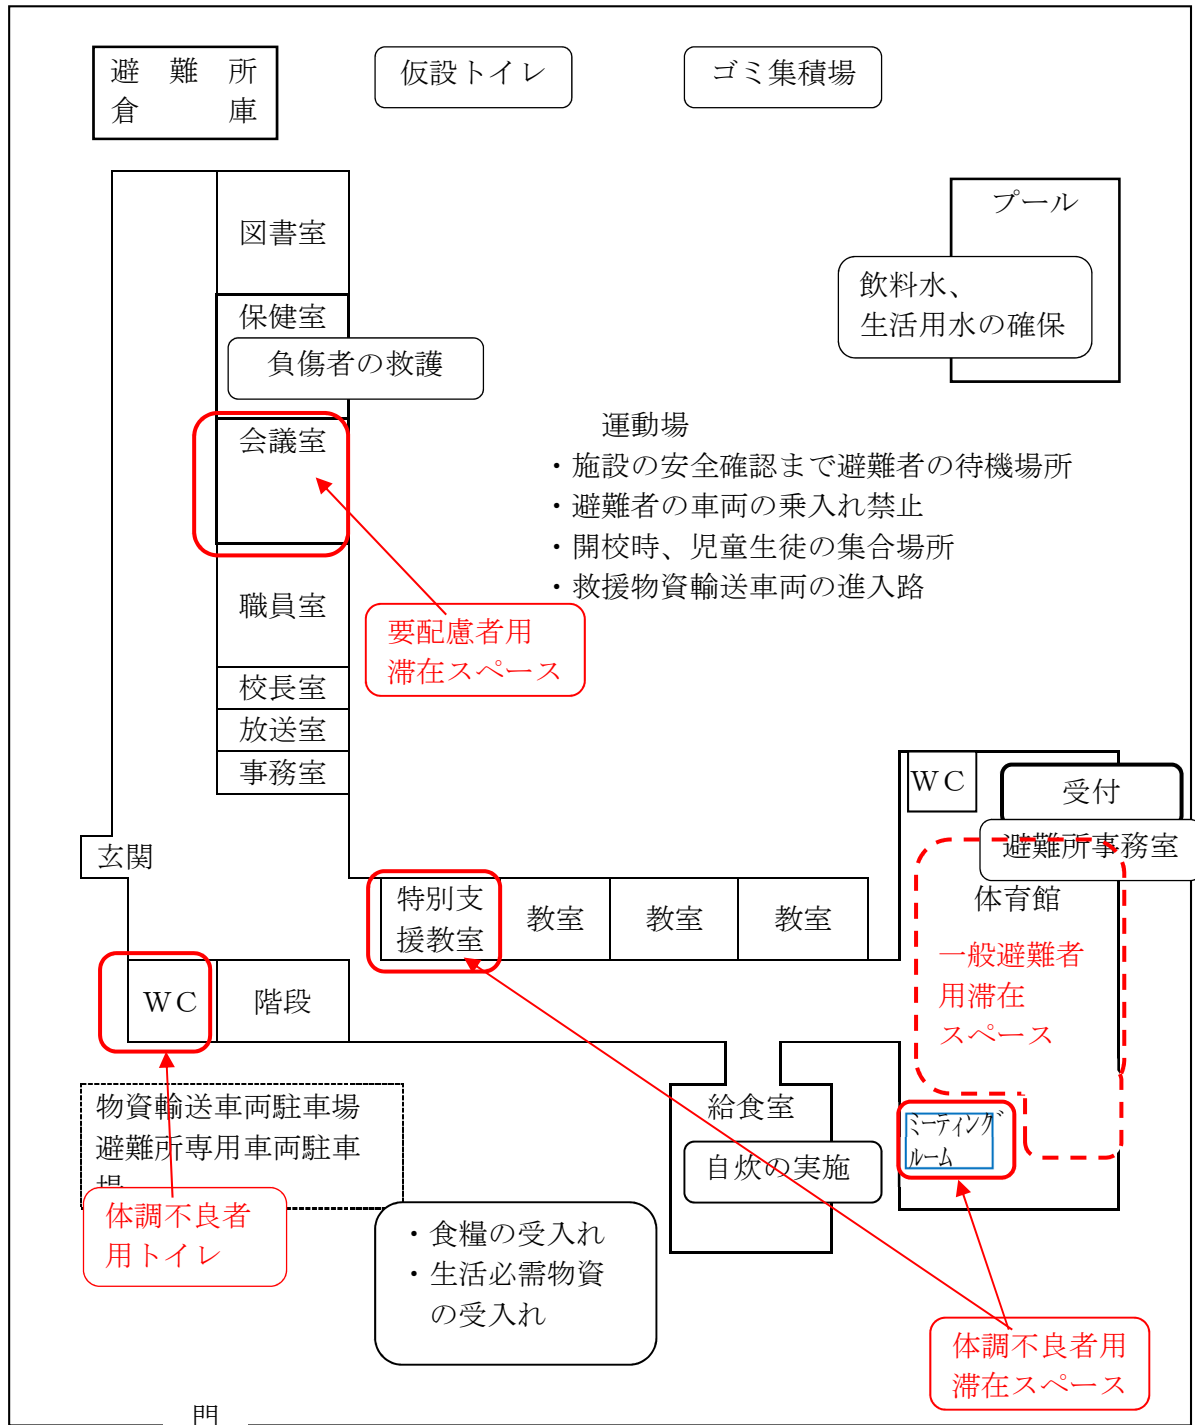 避難所
倉庫
仮設トイレ
ゴミ集積場
図書室
プール
飲料水、
生活用水の確保
保健室
負傷者の救護
会議室
運動場
・施設の安全確認まで避難者の待機場所
・避難者の車両の乗入れ禁止
・開校時、児童生徒の集合場所
・救援物資輸送車両の進入路
職員室
要配慮者用
滞在スペース
校長室
放送室
事務室
ＷＣ
受付
避難所事務室
玄関
体育館
特別支
援教室
教室
教室
教室
一般避難者
用滞在
スペース
ＷＣ
階段
物資輸送車両駐車場
避難所専用車両駐車
場
給食室
自炊の実施
ミーティング
ルーム
体調不良者
用トイレ
・食糧の受入れ
・生活必需物資
の受入れ
体調不良者用
滞在スペース
門